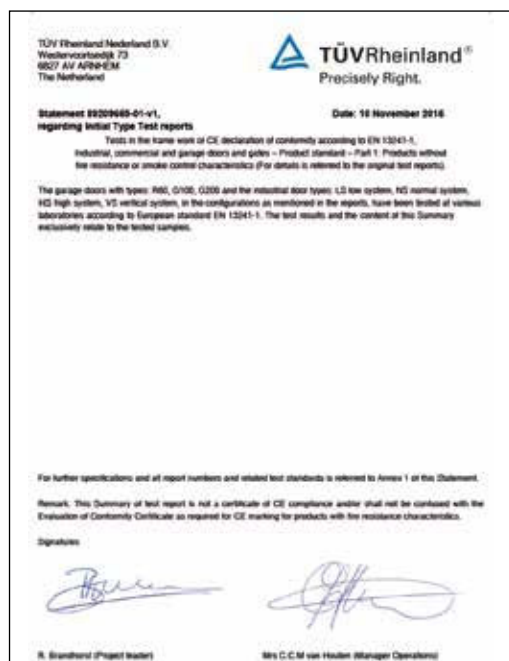 TÜV Rheinland Nederland B.V.
Westervoortsedijk 73
6827 AV ARNHEM
The Netherland
TÜVRheinland®
Precisely Right.
Statement 89209665-01-v1,
regarding Initial Type Test reports
Date: 10 November 2016
Tests in the frame work of CE declaration of conformity according to EN 13241-1,
Industrial, commercial and garage doors and gates – Product standard – Part 1: Products without
fire resistance or smoke control characteristics (For details is referred to the original test reports).
The garage doors with types: R60, G100, G200 and the industrial door types: LS low system, NS normal system,
HS high system, VS vertical system, in the configurations as mentioned in the reports, have been tested at various
laboratories according to European standard EN 13241-1. The test results and the content of this Summary
exclusively relate to the tested samples.
For further specifications and all report numbers and related test standards is referred to Annex 1 of this Statement.
Remark: This Summary of test report is not a certificate of CE compliance and/or shall not be confused with the
Evaluation of Conformity Certificate as required for CE marking for products with fire resistance characteristics.
Signatures
R. Brandhorst (Project leader)
Mrs C.C.M van Houten (Manager Operations)